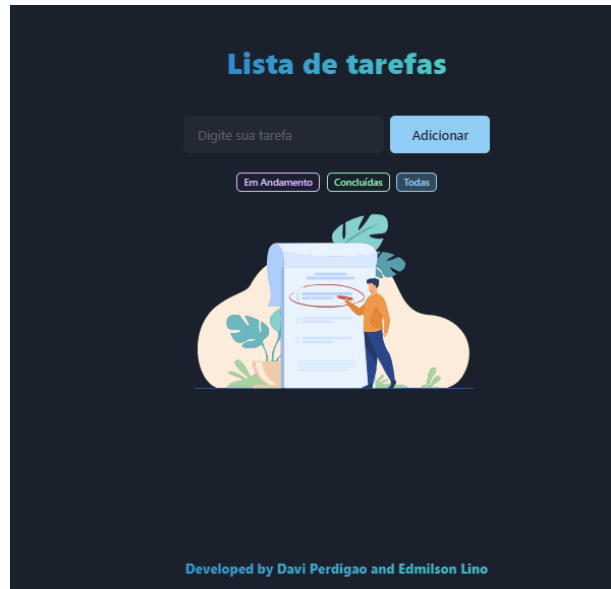 Lista de tarefas
Digite sua tarefa
Adicionar
Em Andamento Concluídas Todas
Developed by Davi Perdigao and Edmilson Lino